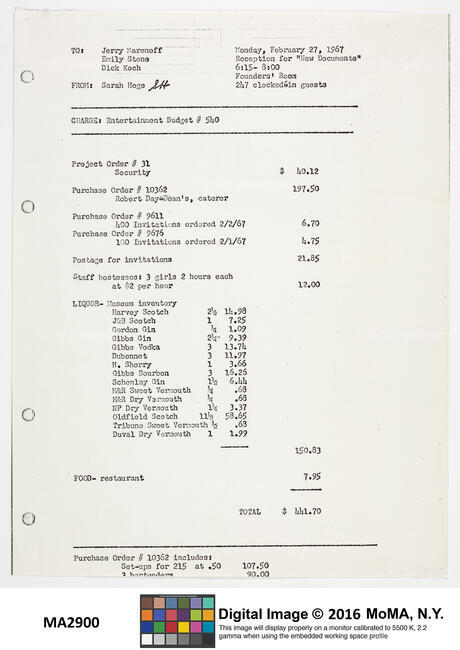 TO: Jerry Marenoff Monday, February 27, 1967
Emily Stone Reception for "New Documents"
Dick Koch 6:15- 8:00
Founders' Room
FROM: Sarah Hoge SH 247 clocked in guests
CHARGE: Entertainment Budget # 540
Project Order # 31
Security $ 40.12
Purchase Order # 10362 197.50
Robert Day-Dean's, caterer
Purchase Order # 9611
400 Invitations ordered 2/2/67 6.70
Purchase Order # 9676
100 Invitations ordered 2/1/67 4.75
Postage for invitations 21.85
Staff hostesses: 3 girls 2 hours each
at $2 per hour 12.00
LIQUOR- Museum inventory
Harvey Scotch 2½ 14.98
J&B Scotch 1 7.25
Gordon Gin 1.09
Gibbs Gin 9.39
Gibbs Vodka 3 13.74
Dubonnet 3 11.97
H. Sherry 1 3.66
Gibbs Bourbon 3 16.26
Schenley Gin 1½ 6.44
M&R Sweet Vermouth .68
M&R Dry Vermouth .68
NP Dry Vermouth 3.37
Oldfield Scotch 11½ 58.65
Tribuno Sweet Vermouth ½ .68
Duval Dry Vermouth 1 1.99
150.83
FOOD- restaurant 7.95
TOTAL $ 441.70
Purchase Order # 10362 includes:
Set-ups for 215 at .50 107.50
3 bartenders 90.00
MA2900
Digital Image © 2016 MoMA, N.Y.
This image will display properly on a monitor calibrated to 5500 K, 2.2
gamma when using the embedded working space profile